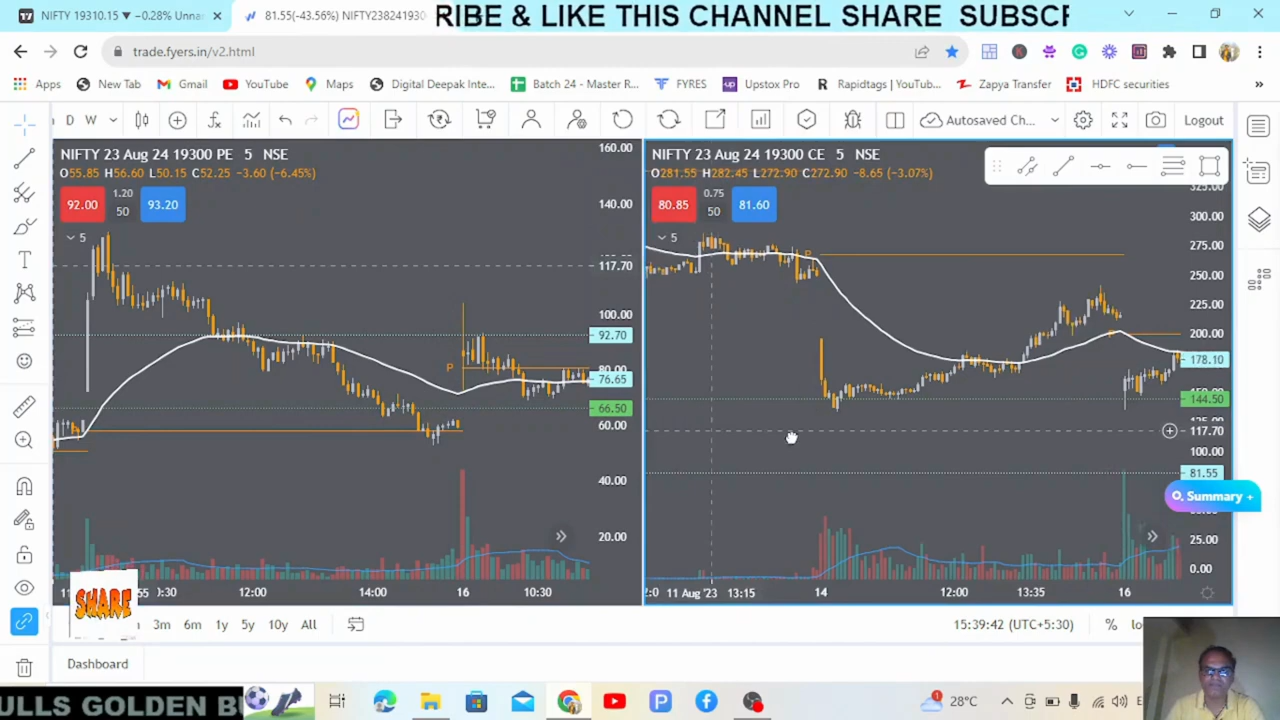 NIFTY 19310.15 ▼ −0.28% Unna
81.55(-43.56%) NIFTY238241930
RIBE & LIKE THIS CHANNEL SHARE SUBSCR
trade.fyers.in/v2.html
Apps
New Tab
Gmail
YouTube
Maps
Digital Deepak Inte...
Batch 24 - Master R...
FYRES
Upstox Pro
Rapidtags | YouTub...
Zapya Transfer
HDFC securities
»
D W
Autosaved Ch...
Logout
NIFTY 23 Aug 24 19300 PE 5 NSE
O55.85 H56.60 L50.15 C52.25 −3.60 (−6.45%)
92.00
1.20
50
93.20
5
160.00
140.00
117.70
100.00
92.70
80.00
76.65
66.50
60.00
40.00
20.00
P
12:00
14:00
16
10:30
NIFTY 23 Aug 24 19300 CE 5 NSE
O281.55 H282.45 L272.90 C272.90 −8.65 (−3.07%)
80.85
0.75
50
81.60
5
325.00
300.00
275.00
250.00
225.00
200.00
178.10
150.00
144.50
125.00
117.70
100.00
81.55
Summary +
25.00
0.00
P
11 Aug '23 13:15
14
12:00
13:35
16
SHARE
3m 6m 1y 5y 10y All
15:39:42 (UTC+5:30)
%
Dashboard
ULLS GOLDEN BU
28°C